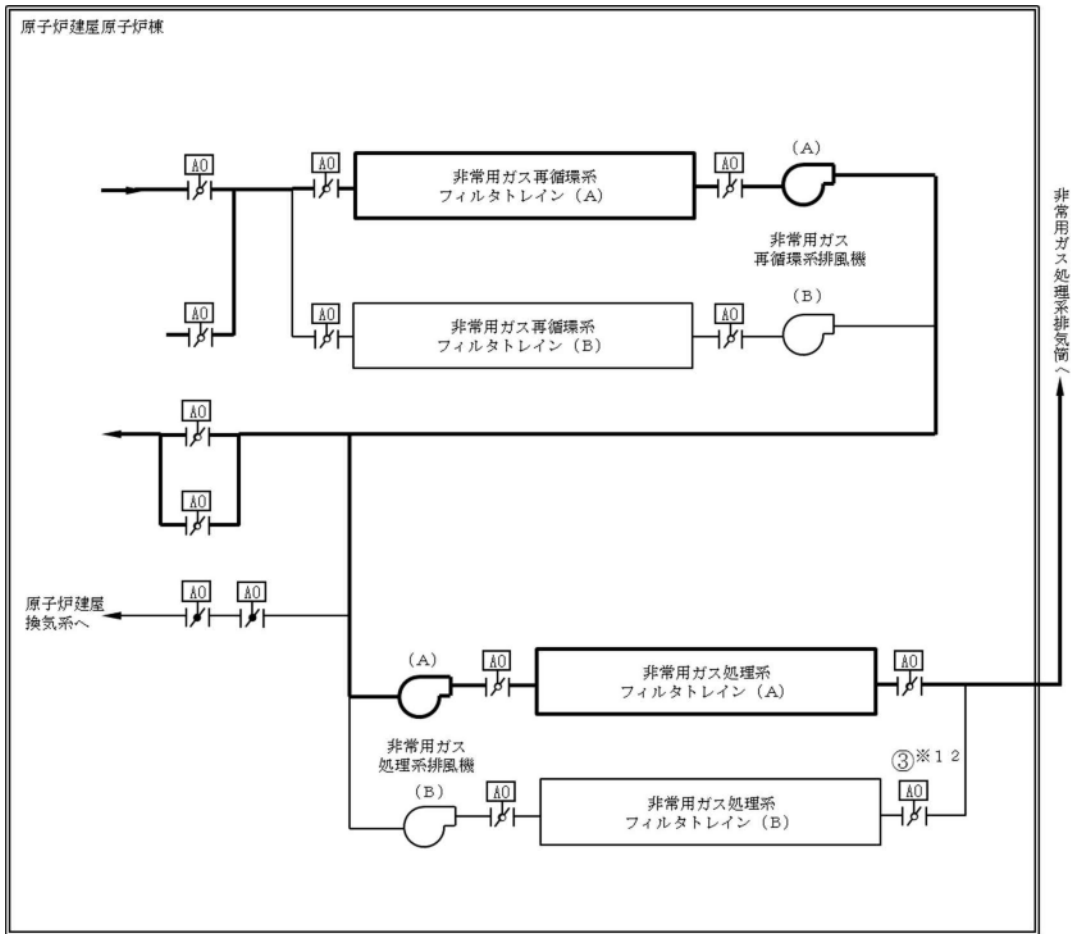 原子炉建屋原子炉棟
AO
AO
AO
(A)
非常用ガス再循環系
フィルタトレイン（A）
非常用ガス
再循環系排風機
AO
AO
AO
(B)
非常用ガス再循環系
フィルタトレイン（B）
非常用ガス処理系排気筒へ
AO
AO
AO
AO
原子炉建屋
換気系へ
(A)
AO
非常用ガス処理系
フィルタトレイン（A）
AO
非常用ガス
処理系排風機
(B)
AO
非常用ガス処理系
フィルタトレイン（B）
③※１２
AO